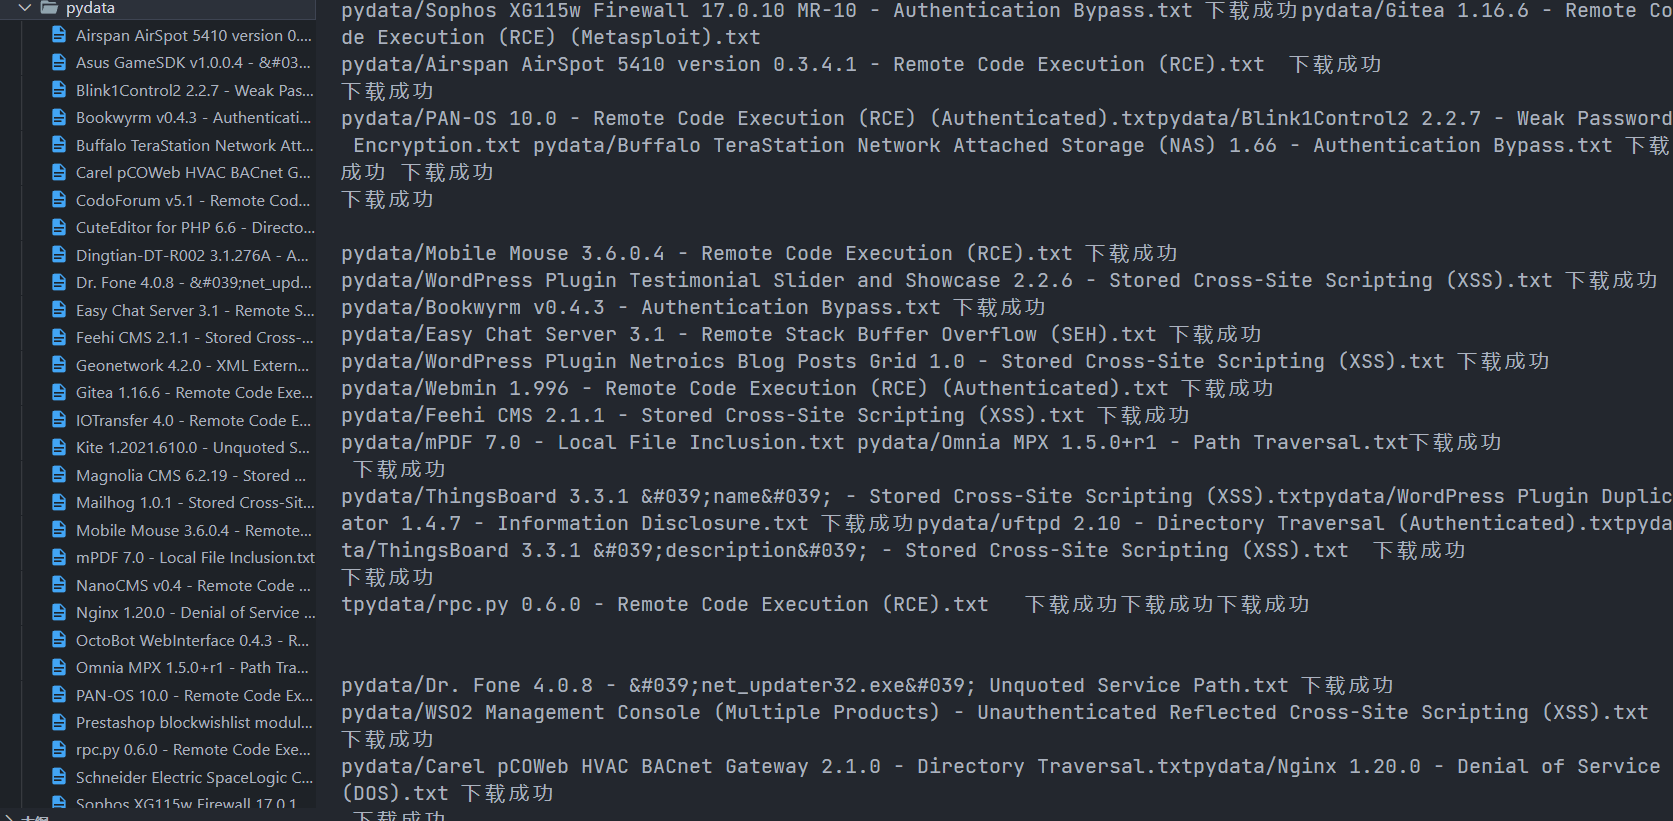 pydata
Airspan AirSpot 5410 version 0....
Asus GameSDK v1.0.0.4 - &#03...
Blink1Control2 2.2.7 - Weak Pas...
Bookwyrm v0.4.3 - Authenticati...
Buffalo TeraStation Network Att...
Carel pCOWeb HVAC BACnet G...
CodoForum v5.1 - Remote Cod...
CuteEditor for PHP 6.6 - Directo...
Dingtian-DT-R002 3.1.276A - A...
Dr. Fone 4.0.8 - &#039;net_upd...
Easy Chat Server 3.1 - Remote S...
Feehi CMS 2.1.1 - Stored Cross-...
Geonetwork 4.2.0 - XML Extern...
Gitea 1.16.6 - Remote Code Exe...
IOTransfer 4.0 - Remote Code E...
Kite 1.2021.610.0 - Unquoted S...
Magnolia CMS 6.2.19 - Stored ...
Mailhog 1.0.1 - Stored Cross-Sit...
Mobile Mouse 3.6.0.4 - Remote...
mPDF 7.0 - Local File Inclusion.txt
NanoCMS v0.4 - Remote Code ...
Nginx 1.20.0 - Denial of Service ...
OctoBot WebInterface 0.4.3 - R...
Omnia MPX 1.5.0+r1 - Path Tra...
PAN-OS 10.0 - Remote Code Ex...
Prestashop blockwishlist modul...
rpc.py 0.6.0 - Remote Code Exe...
Schneider Electric SpaceLogic C...
Sophos XG115w Firewall 17.0.1...
pydata/Sophos XG115w Firewall 17.0.10 MR-10 - Authentication Bypass.txt 下载成功pydata/Gitea 1.16.6 - Remote Co
de Execution (RCE) (Metasploit).txt
pydata/Airspan AirSpot 5410 version 0.3.4.1 - Remote Code Execution (RCE).txt  下载成功
下载成功
pydata/PAN-OS 10.0 - Remote Code Execution (RCE) (Authenticated).txtpydata/Blink1Control2 2.2.7 - Weak Password
 Encryption.txt pydata/Buffalo TeraStation Network Attached Storage (NAS) 1.66 - Authentication Bypass.txt 下载
成功 下载成功
下载成功
pydata/Mobile Mouse 3.6.0.4 - Remote Code Execution (RCE).txt 下载成功
pydata/WordPress Plugin Testimonial Slider and Showcase 2.2.6 - Stored Cross-Site Scripting (XSS).txt 下载成功
pydata/Bookwyrm v0.4.3 - Authentication Bypass.txt 下载成功
pydata/Easy Chat Server 3.1 - Remote Stack Buffer Overflow (SEH).txt 下载成功
pydata/WordPress Plugin Netroics Blog Posts Grid 1.0 - Stored Cross-Site Scripting (XSS).txt 下载成功
pydata/Webmin 1.996 - Remote Code Execution (RCE) (Authenticated).txt 下载成功
pydata/Feehi CMS 2.1.1 - Stored Cross-Site Scripting (XSS).txt 下载成功
pydata/mPDF 7.0 - Local File Inclusion.txt pydata/Omnia MPX 1.5.0+r1 - Path Traversal.txt下载成功
 下载成功
pydata/ThingsBoard 3.3.1 &#039;name&#039; - Stored Cross-Site Scripting (XSS).txtpydata/WordPress Plugin Duplic
ator 1.4.7 - Information Disclosure.txt 下载成功pydata/uftpd 2.10 - Directory Traversal (Authenticated).txtpyda
ta/ThingsBoard 3.3.1 &#039;description&#039; - Stored Cross-Site Scripting (XSS).txt  下载成功
下载成功
tpydata/rpc.py 0.6.0 - Remote Code Execution (RCE).txt   下载成功下载成功下载成功
pydata/Dr. Fone 4.0.8 - &#039;net_updater32.exe&#039; Unquoted Service Path.txt 下载成功
pydata/WSO2 Management Console (Multiple Products) - Unauthenticated Reflected Cross-Site Scripting (XSS).txt
下载成功
pydata/Carel pCOWeb HVAC BACnet Gateway 2.1.0 - Directory Traversal.txtpydata/Nginx 1.20.0 - Denial of Service
(DOS).txt 下载成功
 下载成功